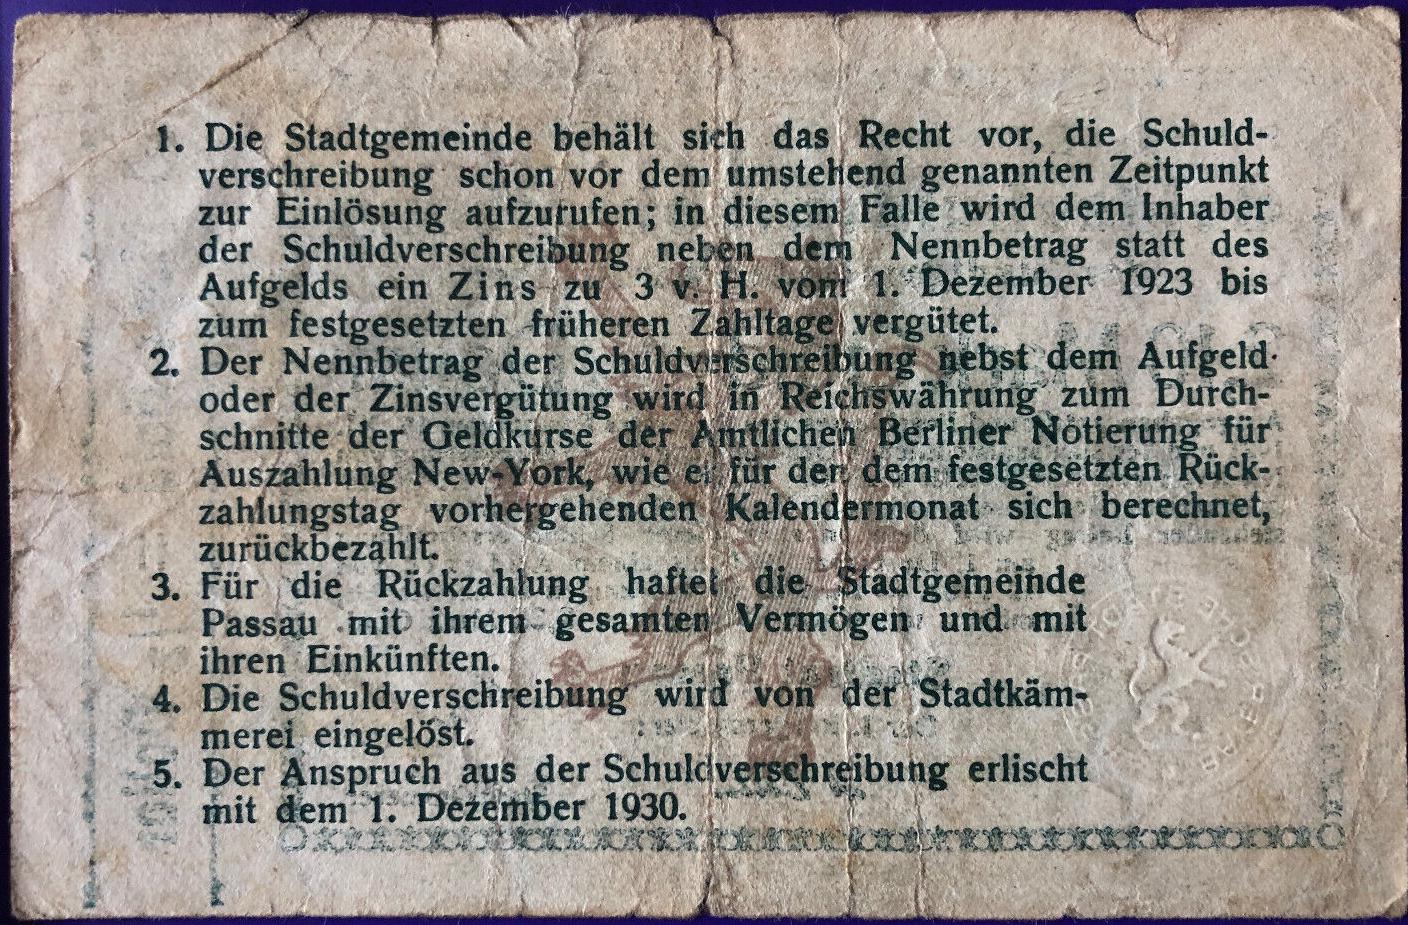 1. Die Stadtgemeinde behält sich das Recht vor, die Schuld-
verschreibung schon vor dem umstehend genannten Zeitpunkt
zur Einlösung aufzurufen; in diesem Falle wird dem Inhaber
der Schuldverschreibung neben dem Nennbetrag statt des
Aufgelds ein Zins zu 3 v. H. vom 1. Dezember 1923 bis
zum festgesetzten früheren Zahltage vergütet.
2. Der Nennbetrag der Schuldverschreibung nebst dem Aufgeld
oder der Zinsvergütung wird in Reichswährung zum Durch-
schnitte der Geldkurse der Amtlichen Berliner Notierung für
Auszahlung New-York, wie er für den dem festgesetzten Rück-
zahlungstag vorhergehenden Kalendermonat sich berechnet,
zurückbezahlt.
3. Für die Rückzahlung haftet die Stadtgemeinde
Passau mit ihrem gesamten Vermögen und mit
ihren Einkünften.
4. Die Schuldverschreibung wird von der Stadtkäm-
merei eingelöst.
5. Der Anspruch aus der Schuldverschreibung erlischt
mit dem 1. Dezember 1930.